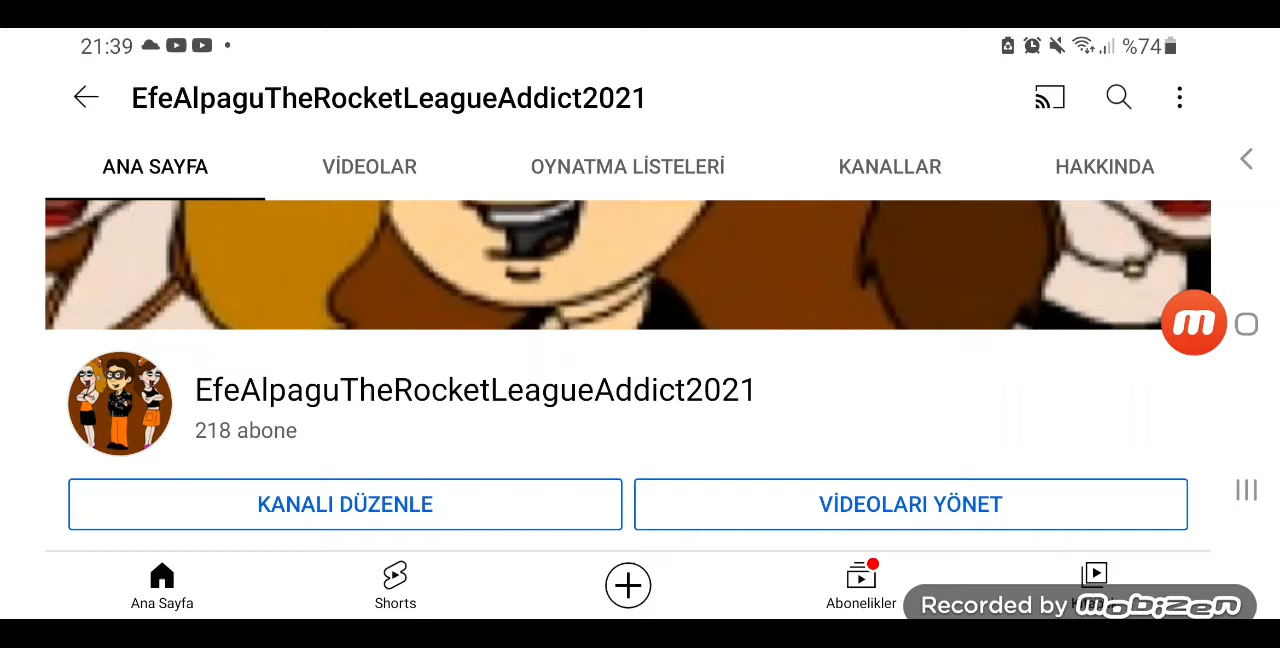 21:39
%74
EfeAlpaguTheRocketLeagueAddict2021
ANA SAYFA
VİDEOLAR
OYNATMA LİSTELERİ
KANALLAR
HAKKINDA
m
EfeAlpaguTheRocketLeagueAddict2021
218 abone
KANALI DÜZENLE
VİDEOLARI YÖNET
Ana Sayfa
Shorts
Abonelikler
Recorded by MOBIZEN